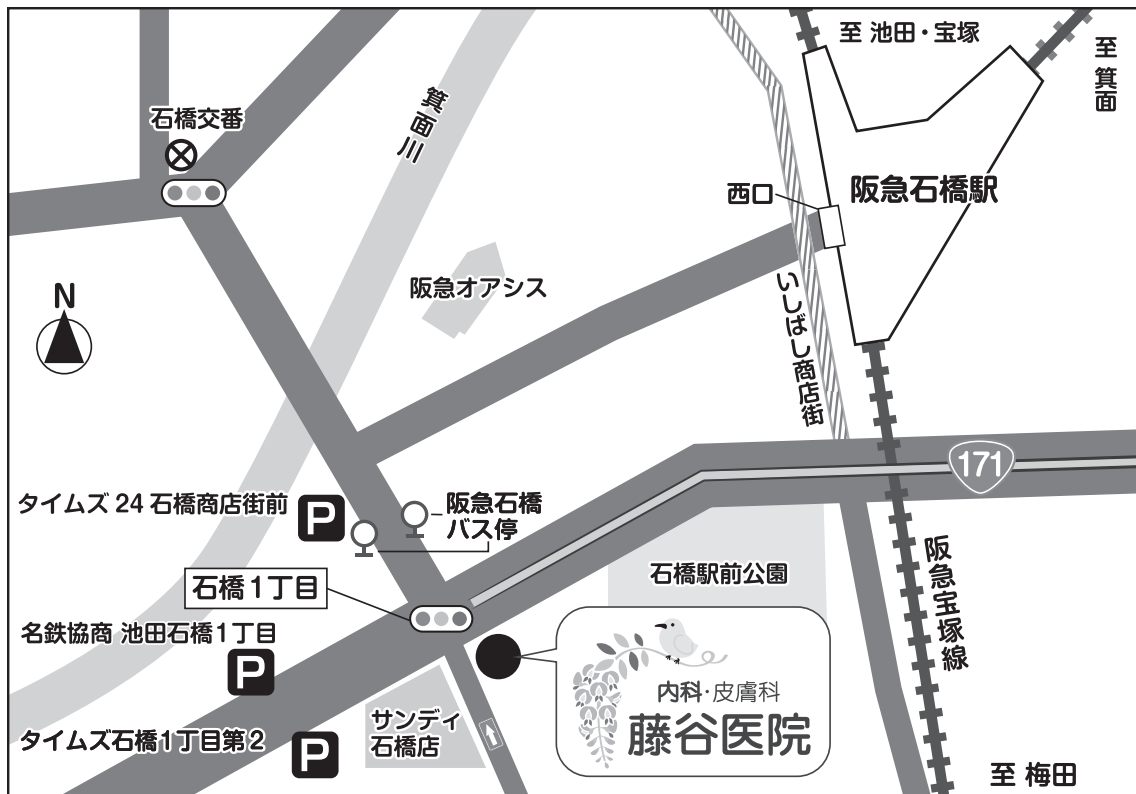 至 池田・宝塚
至 箕面
石橋交番
箕面川
西口
阪急石橋駅
阪急オアシス
N
いしばし商店街
171
タイムズ 24 石橋商店街前
P
阪急石橋
バス停
石橋1丁目
石橋駅前公園
阪急宝塚線
名鉄協商 池田石橋1丁目
P
内科・皮膚科
藤谷医院
サンディ
石橋店
タイムズ石橋1丁目第2
P
至 梅田